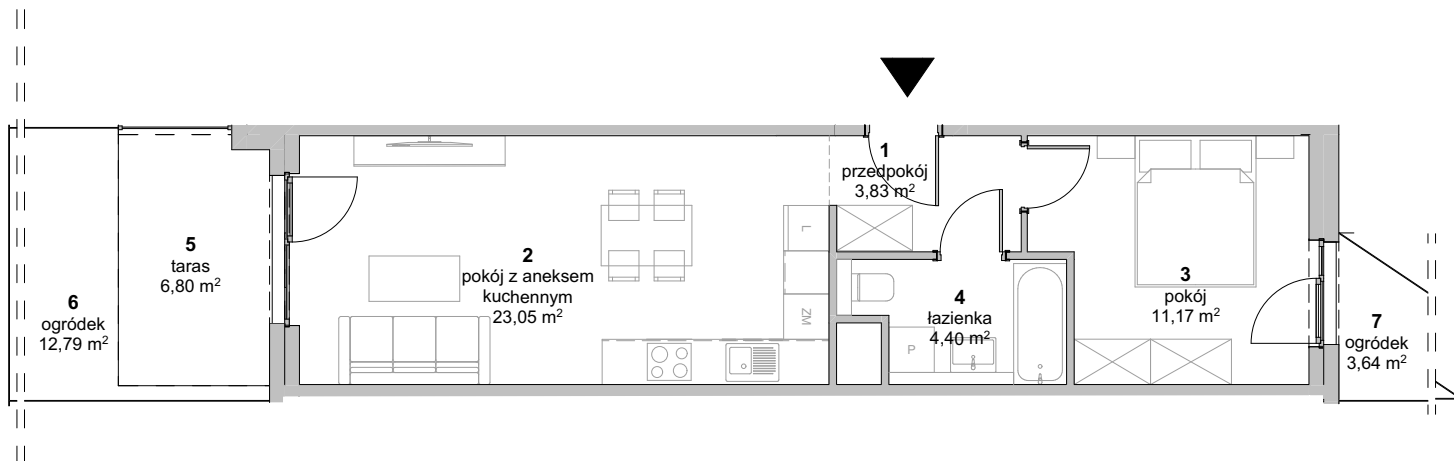 1
przedpokój
3,83 m²
2
pokój z aneksem
kuchennym
23,05 m²
3
pokój
11,17 m²
4
łazienka
4,40 m²
5
taras
6,80 m²
6
ogródek
12,79 m²
7
ogródek
3,64 m²
L
ZM
P